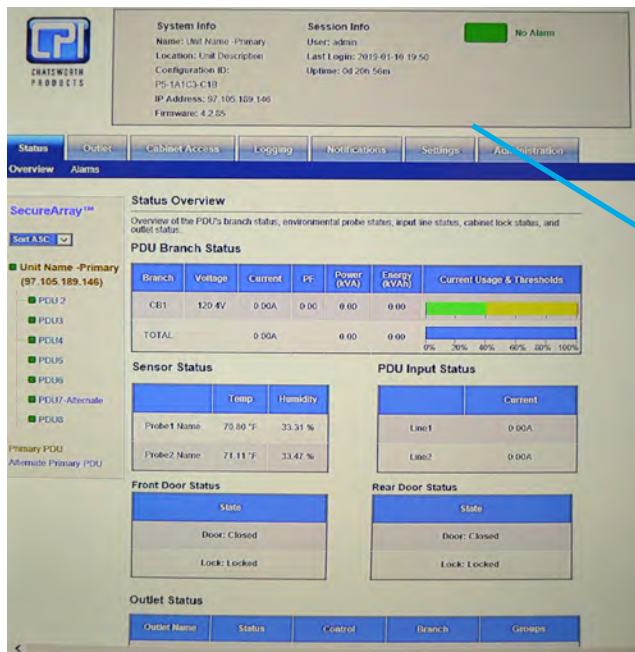 CPI
CHATSWORTH
PRODUCTS
System Info
Name: Unit Name -Primary
Location: Unit Description
Configuration ID:
P5-1A1C3-C1B
IP Address: 97.105.189.146
Firmware: 4.2.85
Session Info
User: admin
Last Login: 2019-01-10 19:50
Uptime: 0d 20h 56m
No Alarm
Status Outlet Cabinet Access Logging Notifications Settings Administration
Overview Alarms
SecureArray™
Sort ASC
Unit Name -Primary
(97.105.189.146)
PDU 2
PDU3
PDU4
PDU5
PDU6
PDU7-Alternate
PDU8
Primary PDU
Alternate Primary PDU
Status Overview
Overview of the PDU's branch status, environmental probe status, input line status, cabinet lock status, and
outlet status.
PDU Branch Status
Branch Voltage Current PF Power (kVA) Energy (kVAh) Current Usage & Thresholds
CB1 120.4V 0.00A 0.00 0.00 0.00
TOTAL 0.00A 0.00 0.00
0% 20% 40% 60% 80% 100%
Sensor Status
Temp Humidity
Probe1 Name 70.80 °F 33.31 %
Probe2 Name 71.11 °F 33.47 %
PDU Input Status
Current
Line1 0.00A
Line2 0.00A
Front Door Status
State
Door: Closed
Lock: Locked
Rear Door Status
State
Door: Closed
Lock: Locked
Outlet Status
Outlet Name Status Control Branch Groups